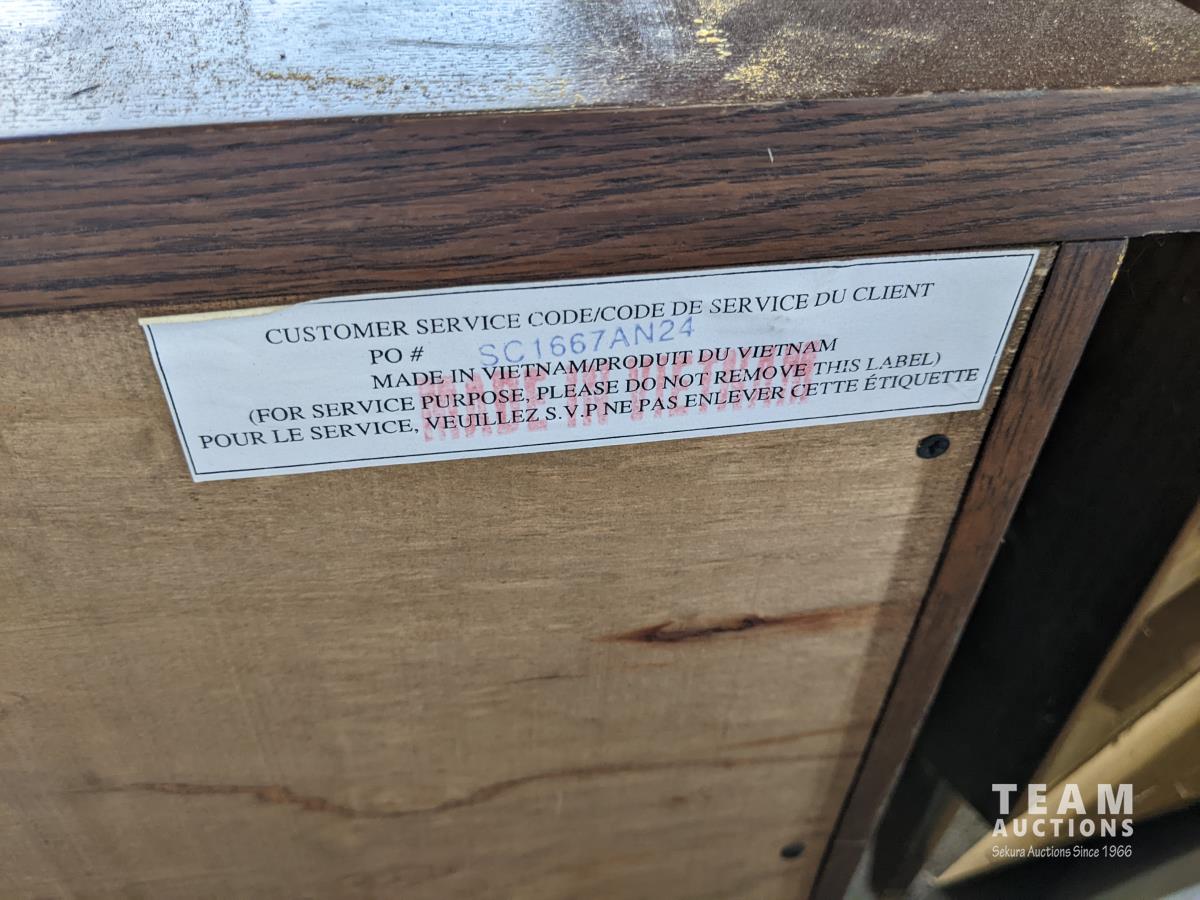 CUSTOMER SERVICE CODE/CODE DE SERVICE DU CLIENT
PO # SC1667AN24
MADE IN VIETNAM/PRODUIT DU VIETNAM
(FOR SERVICE PURPOSE, PLEASE DO NOT REMOVE THIS LABEL)
POUR LE SERVICE, VEUILLEZ S.V.P NE PAS ENLEVER CETTE ÉTIQUETTE
MADE IN VIETNAM
TEAM
AUCTIONS
Sekura Auctions Since 1966